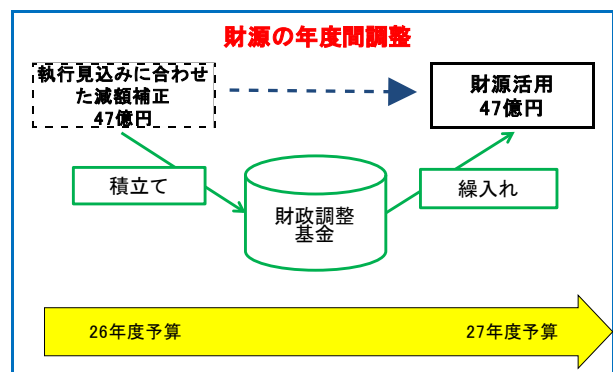 財源の年度間調整
執行見込みに合わせ
た減額補正
47億円
財源活用
47億円
積立て
繰入れ
財政調整
基金
26年度予算
27年度予算